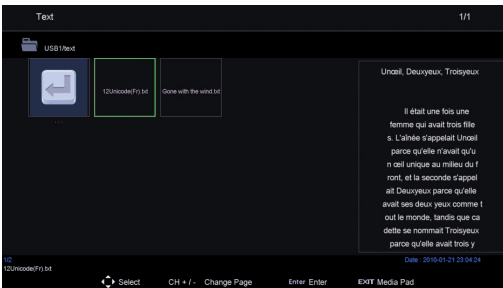 Text 1/1
USB1/text
12Unicode(Fr).txt
Gone with the wind.txt
...
Unœil, Deuxyeux, Troisyeux
Il était une fois une
femme qui avait trois fille
s. L'aînée s'appelait Unœil
parce qu'elle n'avait qu'u
n œil unique au milieu du f
ront, et la seconde s'appel
ait Deuxyeux parce qu'elle
avait ses deux yeux comme t
out le monde, tandis que ca
dette se nommait Troisyeux
parce qu'elle avait trois y
1/2
12Unicode(Fr).txt
Date : 2010-01-21 23:04:24
Select CH + / - Change Page Enter Enter EXIT Media Pad